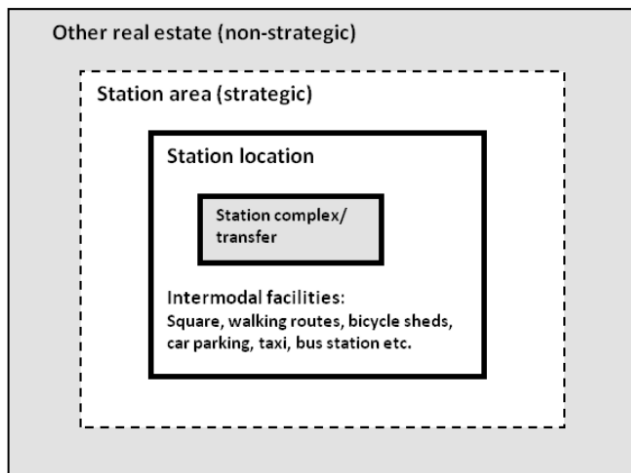 Other real estate (non-strategic)
Station area (strategic)
Station location
Station complex/
transfer
Intermodal facilities:
Square, walking routes, bicycle sheds,
car parking, taxi, bus station etc.